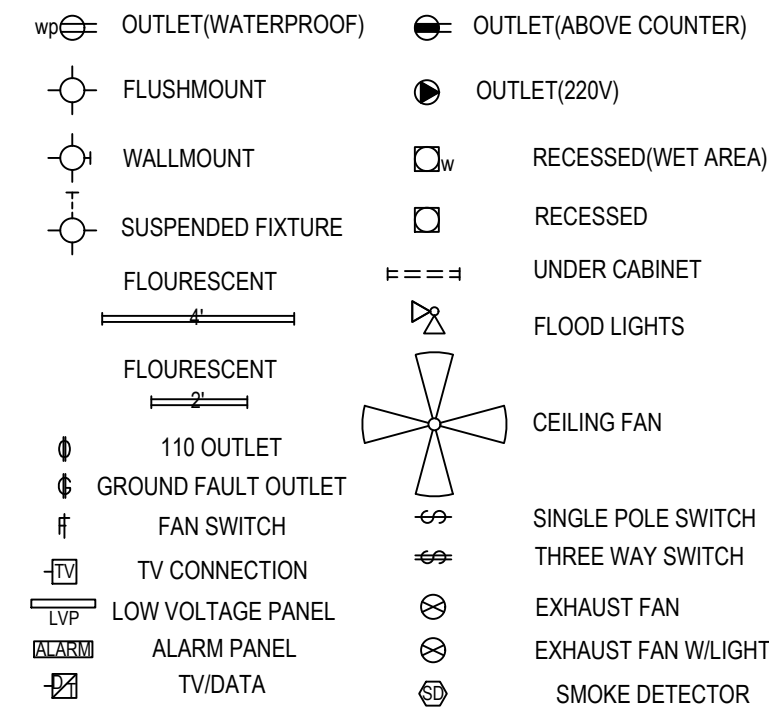 wp OUTLET(WATERPROOF)
OUTLET(ABOVE COUNTER)
FLUSHMOUNT
OUTLET(220V)
WALLMOUNT
W RECESSED(WET AREA)
SUSPENDED FIXTURE
RECESSED
FLOURESCENT
4'
UNDER CABINET
FLOOD LIGHTS
FLOURESCENT
2'
CEILING FAN
110 OUTLET
G GROUND FAULT OUTLET
F FAN SWITCH
S SINGLE POLE SWITCH
TV TV CONNECTION
S THREE WAY SWITCH
LVP LOW VOLTAGE PANEL
EXHAUST FAN
ALARM ALARM PANEL
EXHAUST FAN W/LIGHT
D T TV/DATA
SD SMOKE DETECTOR